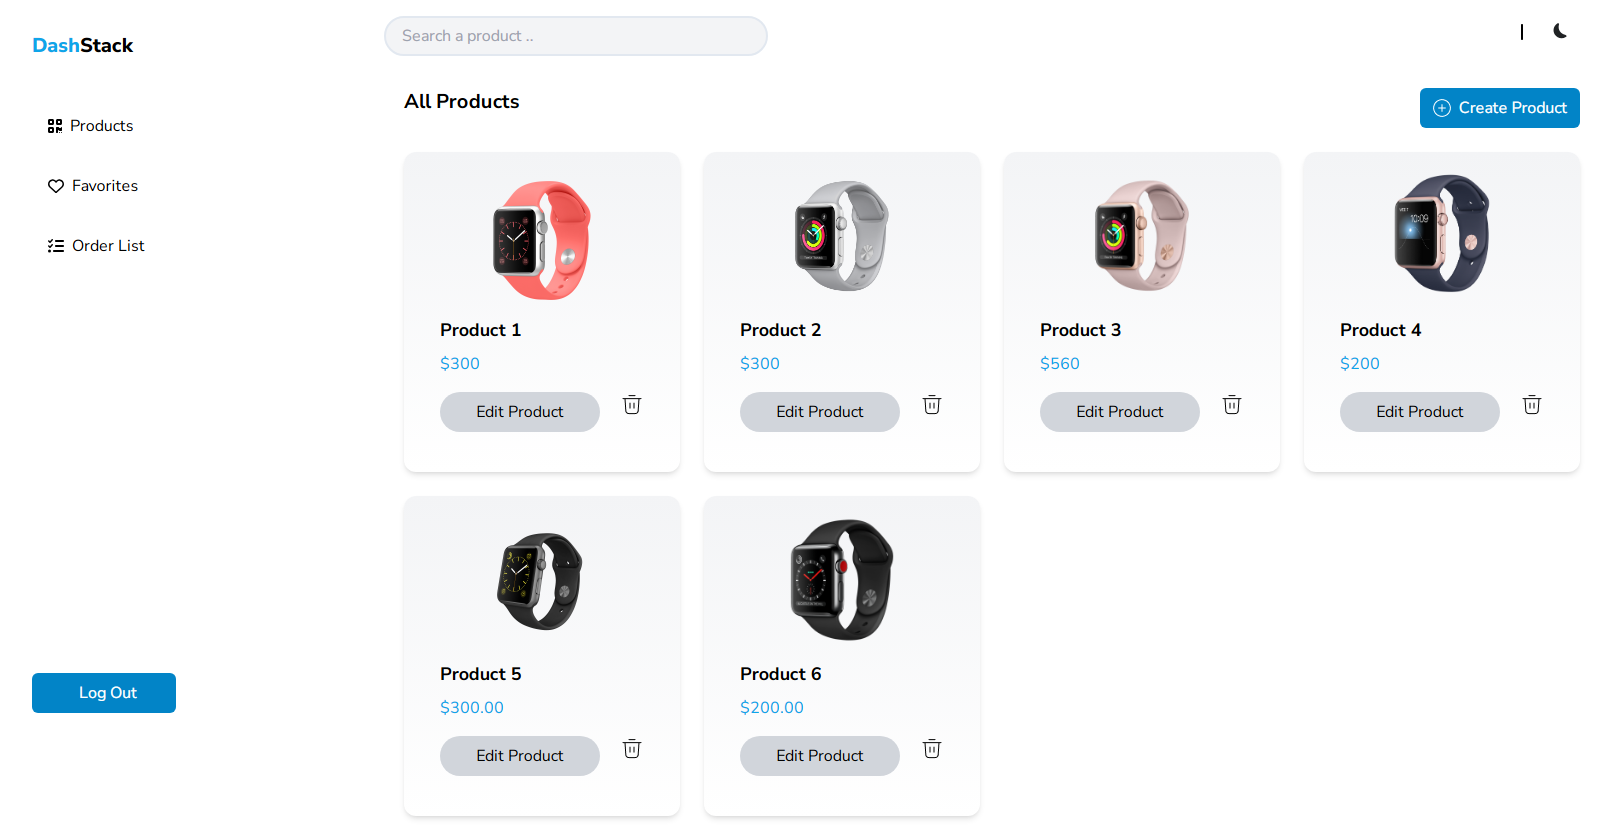 DashStack
Search a product ..
Products
Favorites
Order List
Log Out
All Products
Create Product
10:09
Product 1
$300
Edit Product
Product 2
$300
Edit Product
Product 3
$560
Edit Product
Product 4
$200
Edit Product
Product 5
$300.00
Edit Product
Product 6
$200.00
Edit Product